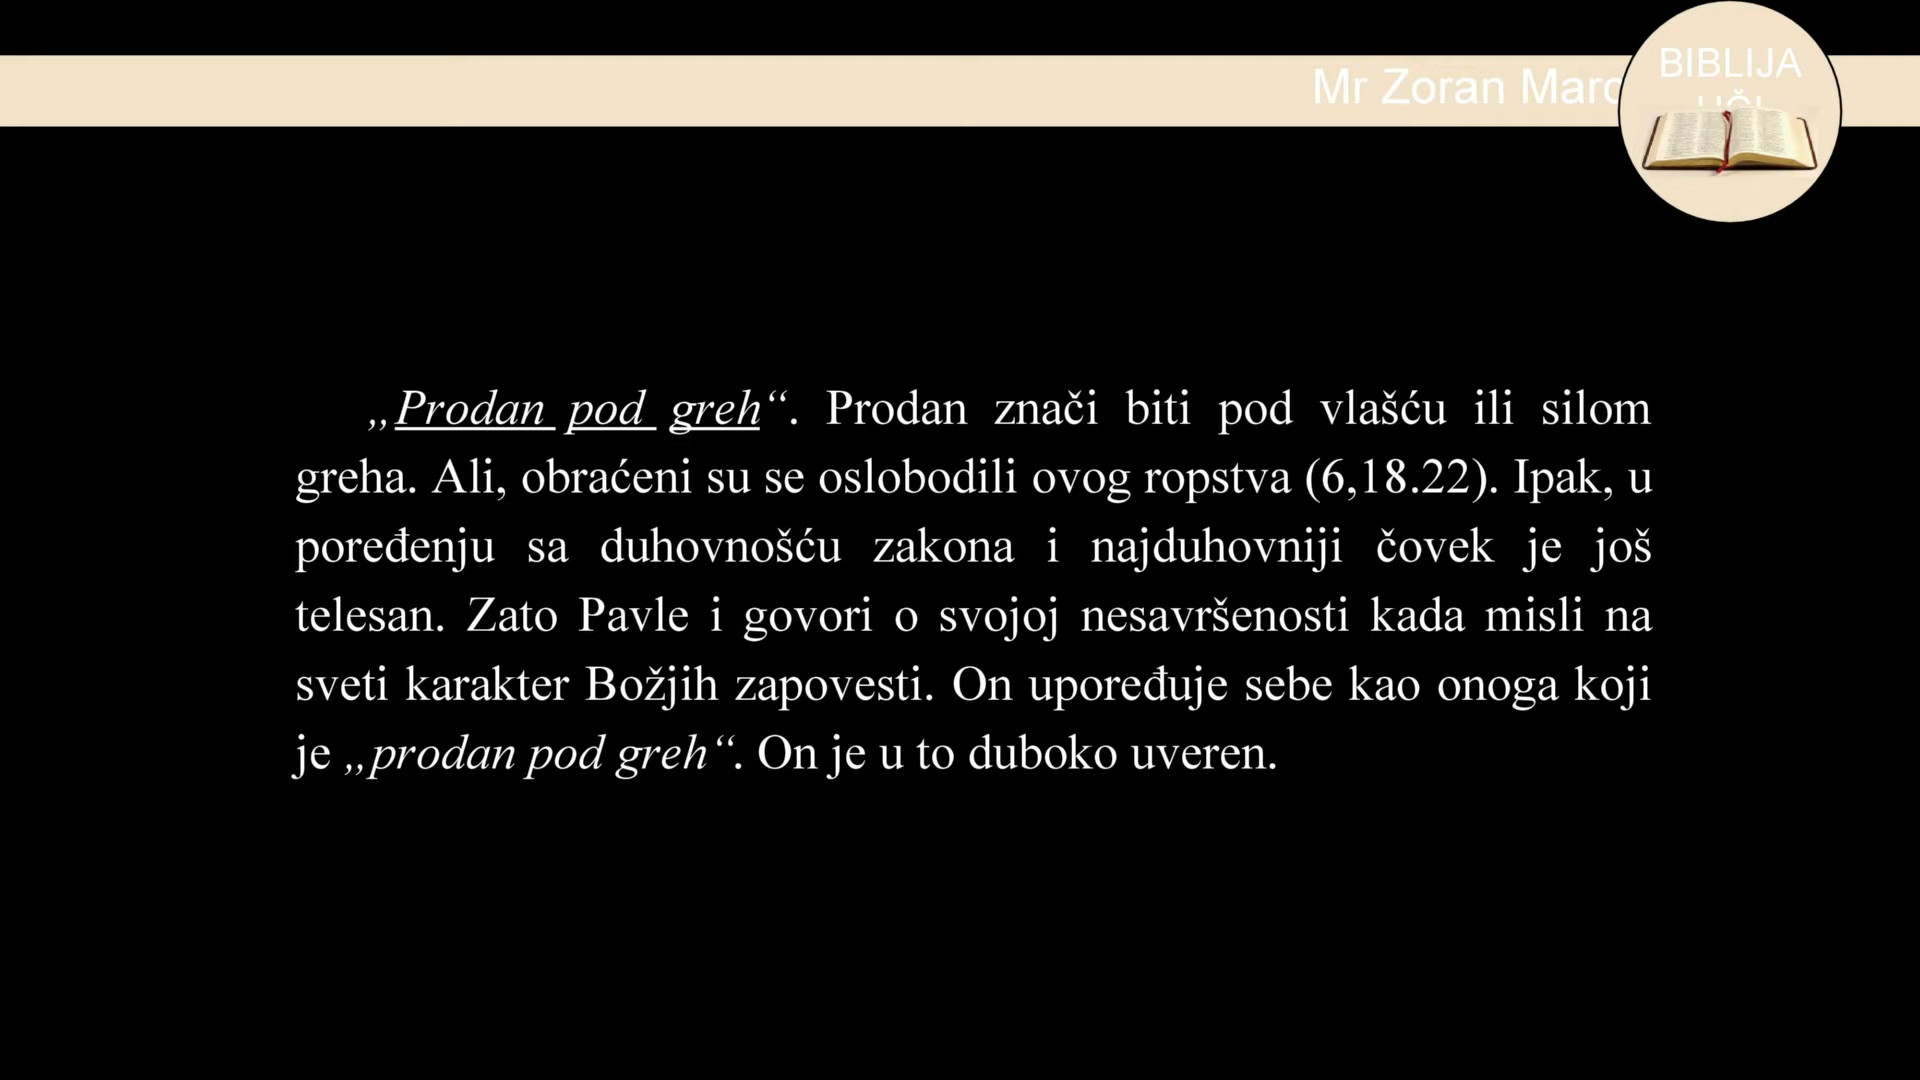 Mr Zoran
BIBLIJA
UČI
„Prodan pod greh“. Prodan znači biti pod vlašću ili silom
greha. Ali, obraćeni su se oslobodili ovog ropstva (6,18.22). Ipak, u
poređenju sa duhovnošću zakona i najduhovniji čovek je još
telesan. Zato Pavle i govori o svojoj nesavršenosti kada misli na
sveti karakter Božjih zapovesti. On upoređuje sebe kao onoga koji
je „prodan pod greh“. On je u to duboko uveren.